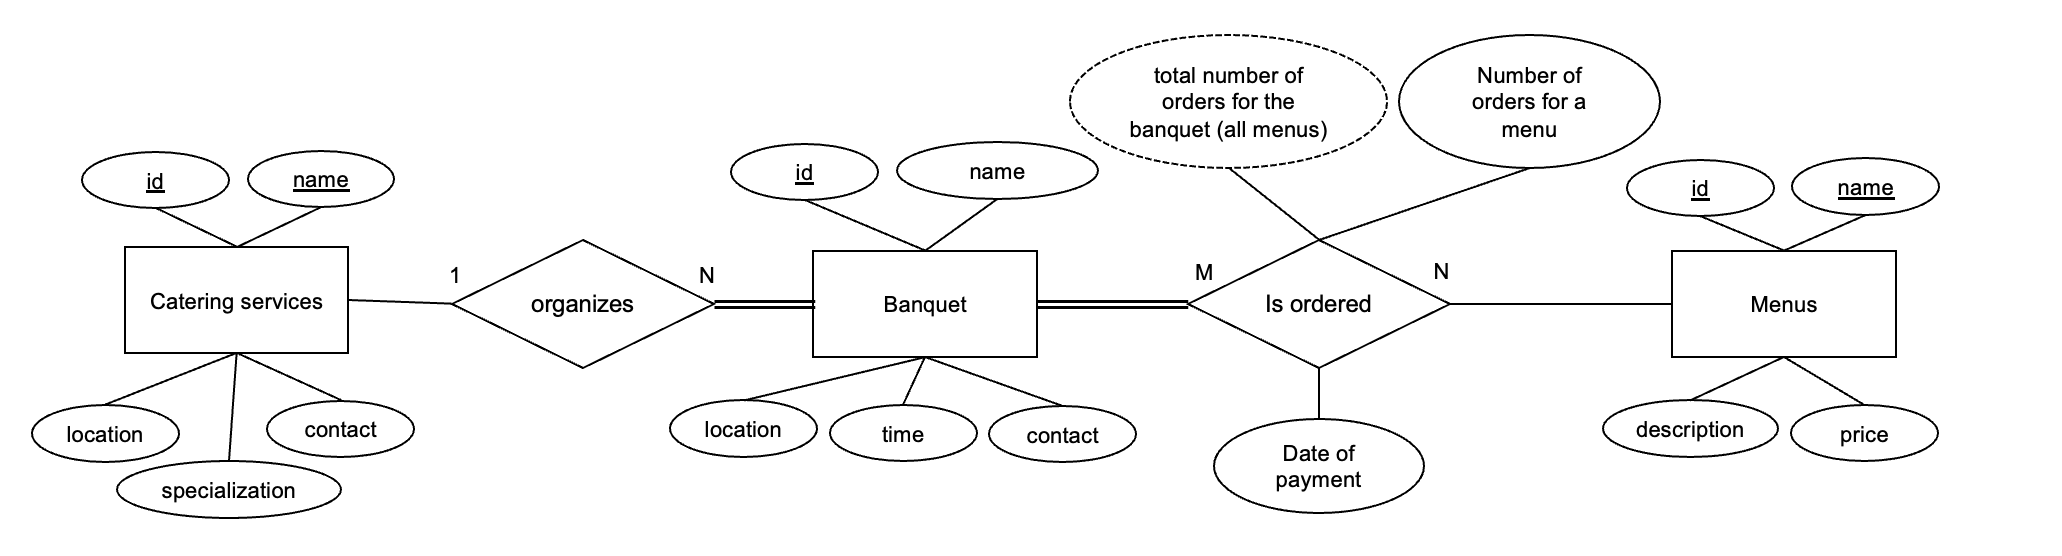 total number of
orders for the
banquet (all menus)
Number of
orders for a
menu
id
name
id
name
id
name
Catering services
1
organizes
N
Banquet
M
Is ordered
N
Menus
location
specialization
contact
location
time
contact
Date of
payment
description
price